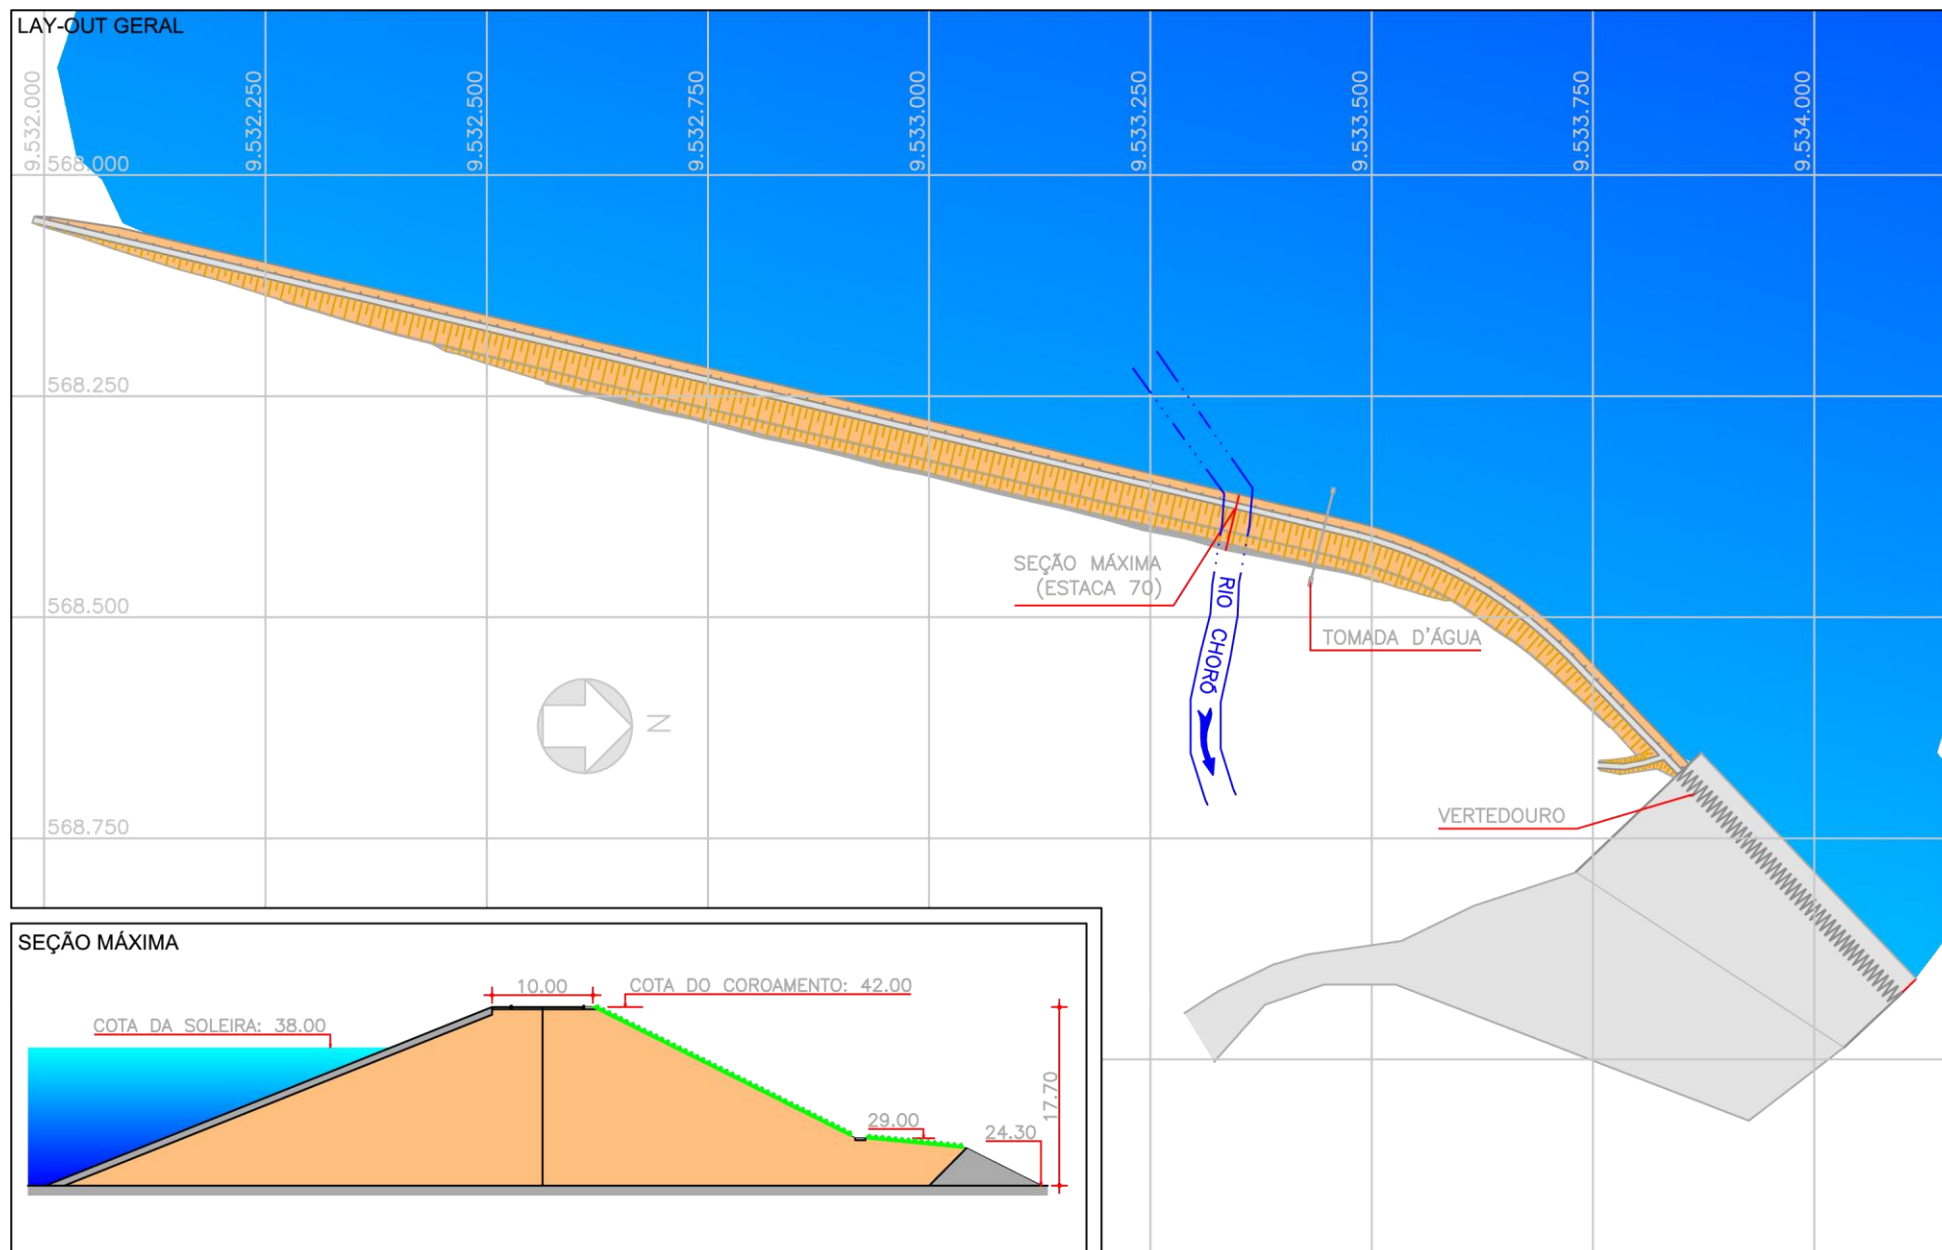 LAY-OUT GERAL
9.532.000
9.532.250
9.532.500
9.532.750
9.533.000
9.533.250
9.533.500
9.533.750
9.534.000
568.000
568.250
568.500
568.750
SEÇÃO MÁXIMA
(ESTACA 70)
RIO CHORÓ
TOMADA D'ÁGUA
N
VERTEDOURO
SEÇÃO MÁXIMA
10.00
COTA DO COROAMENTO: 42.00
COTA DA SOLEIRA: 38.00
29.00
24.30
17.70